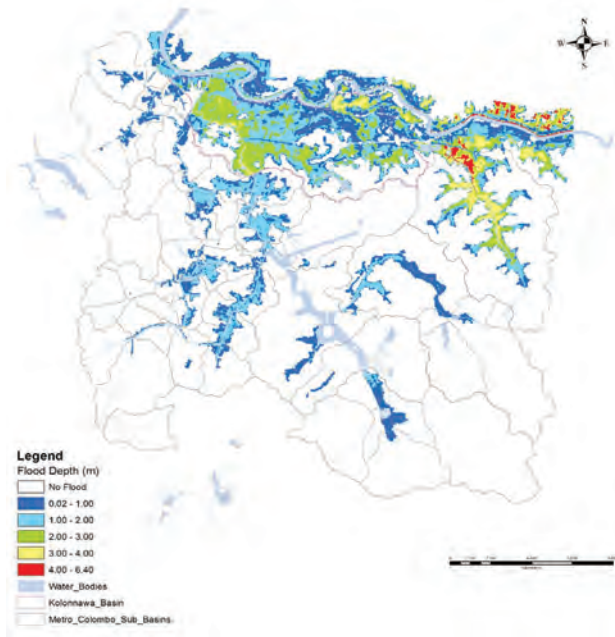 N
W E
S
Legend
Flood Depth (m)
No Flood
0.02 - 1.00
1.00 - 2.00
2.00 - 3.00
3.00 - 4.00
4.00 - 6.40
Water_Bodies
Kolonnawa_Basin
Metro_Colombo_Sub_Basins